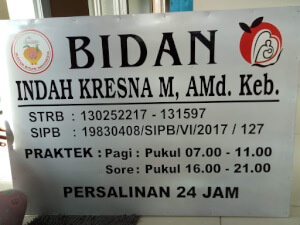 BIDAN
INDAH KRESNA M, AMd. Keb.
STRB : 130252217 - 131597
SIPB : 19830408/SIPB/VI/2017 / 127
PRAKTEK : Pagi : Pukul 07.00 - 11.00
Sore : Pukul 16.00 - 21.00
PERSALINAN 24 JAM